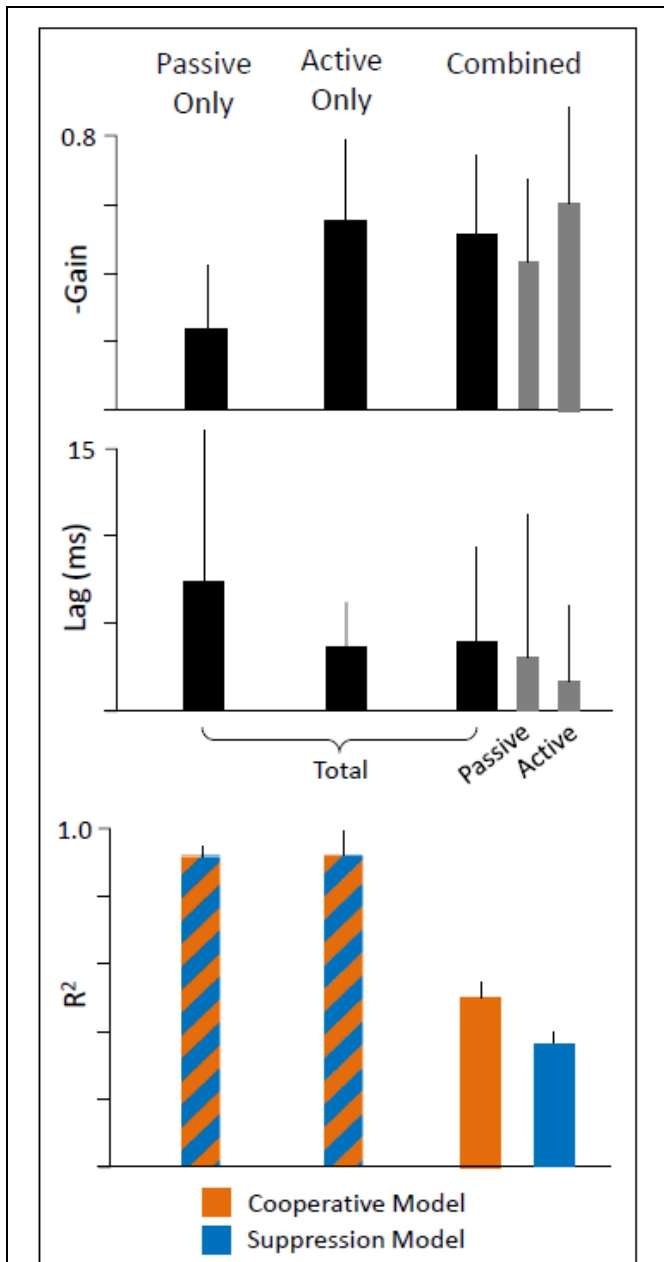 Passive Only
Active Only
Combined
0.8
-Gain
15
Lag (ms)
Total
Passive
Active
1.0
R²
Cooperative Model
Suppression Model